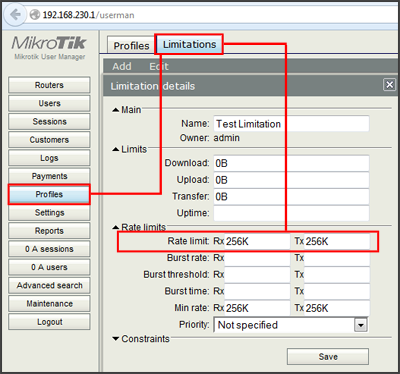 192.168.230.1/userman
MikroTik
Mikrotik User Manager
Routers
Users
Sessions
Customers
Logs
Payments
Profiles
Settings
Reports
0 A sessions
0 A users
Advanced search
Maintenance
Logout
Profiles Limitations
Add Edit
Limitation details
Main
Name: Test Limitation
Owner: admin
Limits
Download: 0B
Upload: 0B
Transfer: 0B
Uptime:
Rate limits
Rate limit: Rx 256K Tx 256K
Burst rate: Rx Tx
Burst threshold: Rx Tx
Burst time: Rx Tx
Min rate: Rx 256K Tx 256K
Priority: Not specified
Constraints
Save